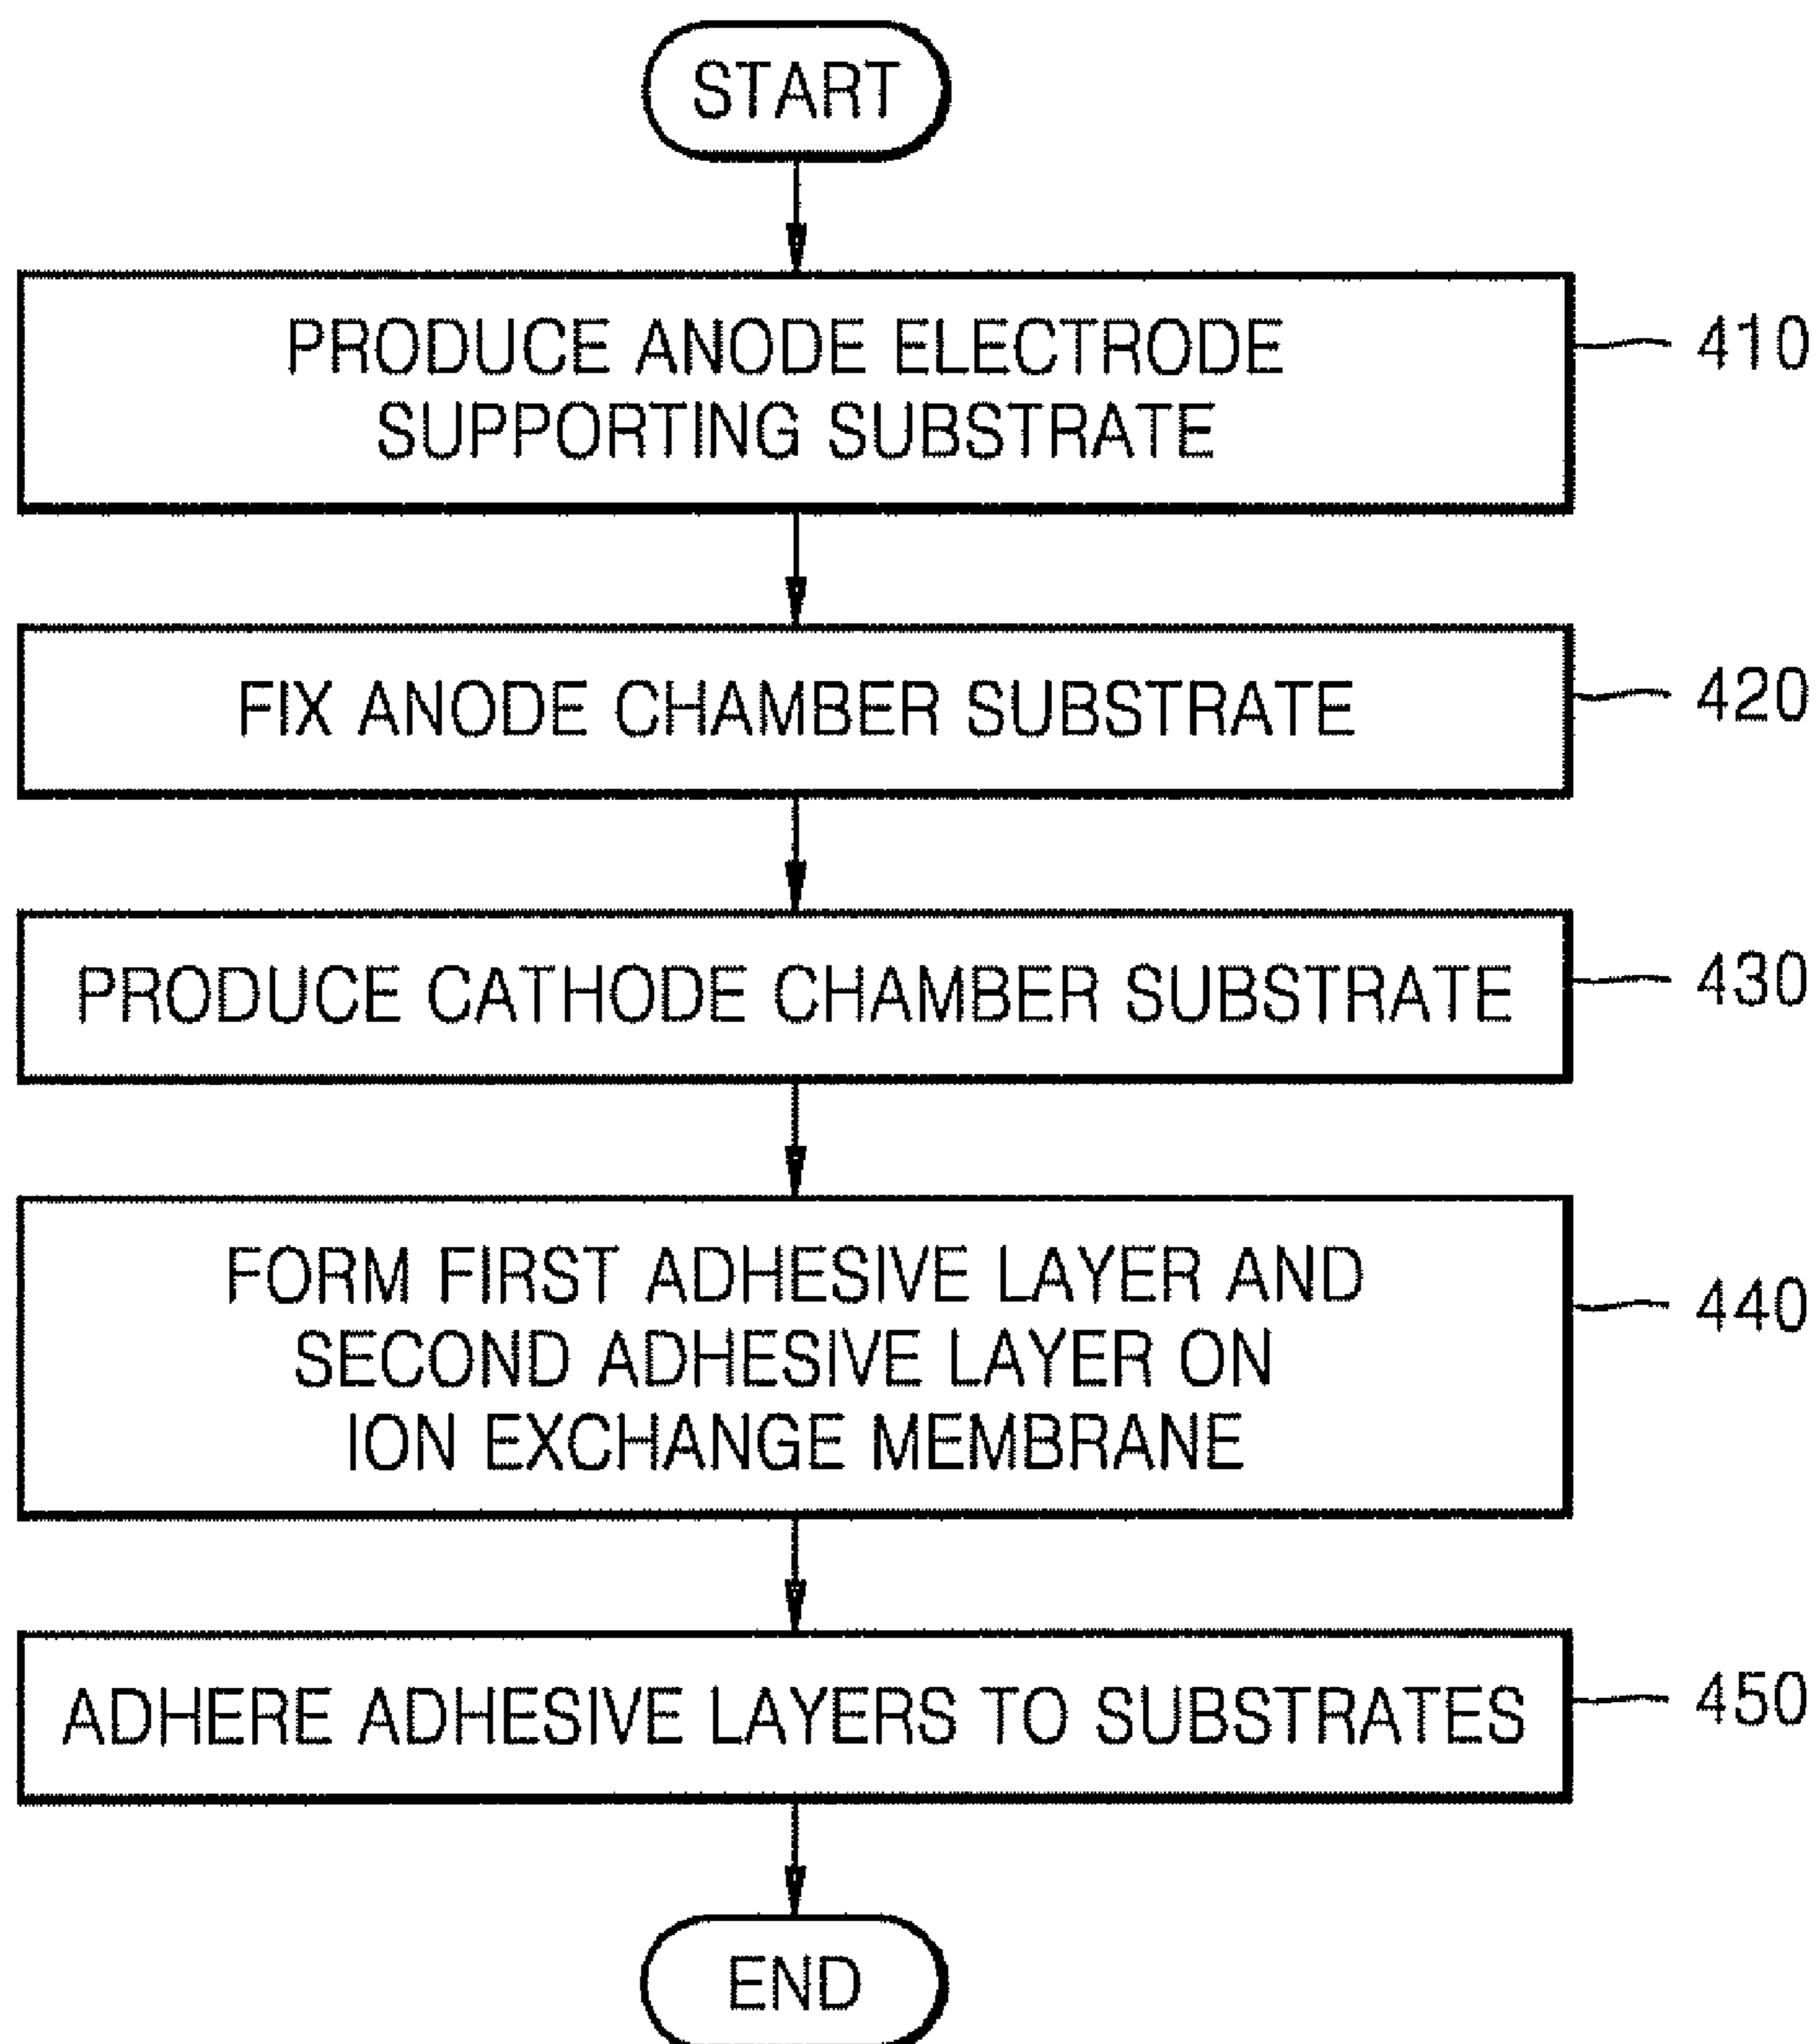 START
PRODUCE ANODE ELECTRODE
SUPPORTING SUBSTRATE
410
FIX ANODE CHAMBER SUBSTRATE
420
PRODUCE CATHODE CHAMBER SUBSTRATE
430
FORM FIRST ADHESIVE LAYER AND
SECOND ADHESIVE LAYER ON
ION EXCHANGE MEMBRANE
440
ADHERE ADHESIVE LAYERS TO SUBSTRATES
450
END